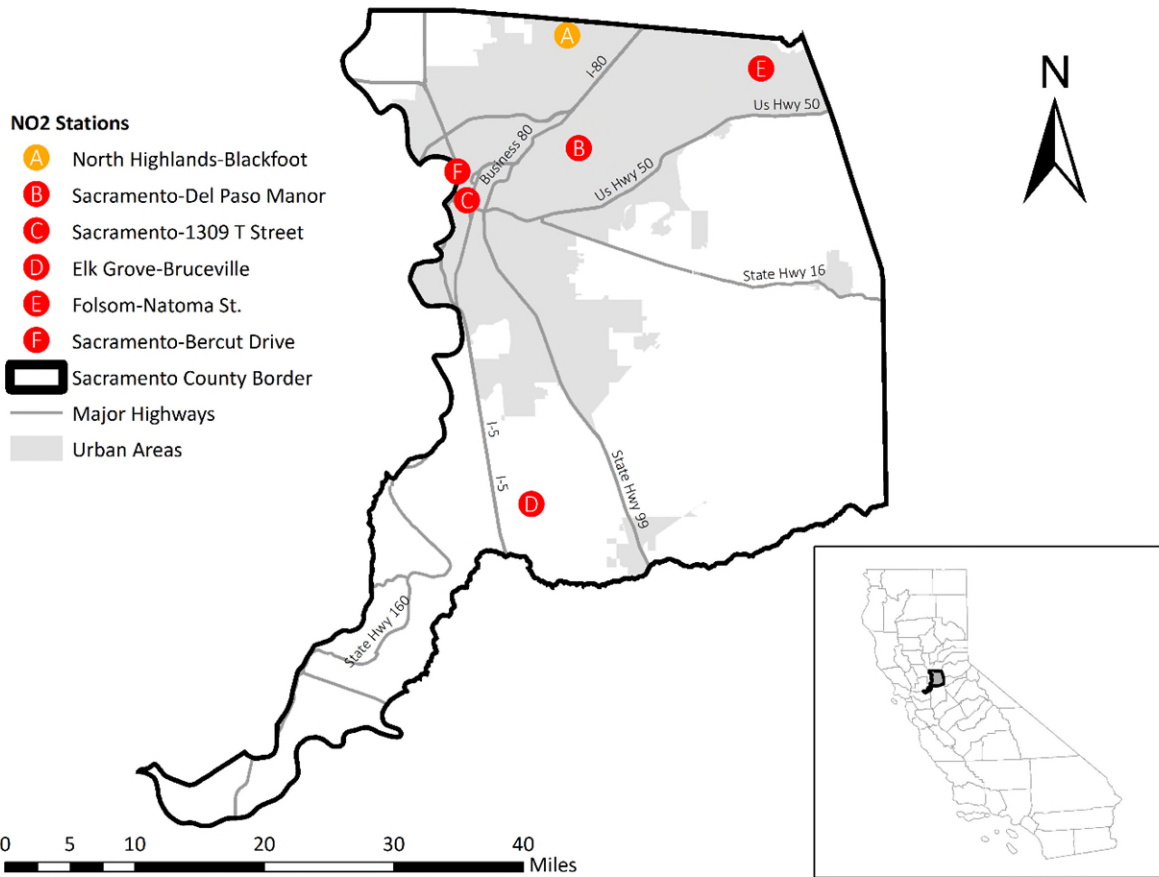 NO2 Stations
A North Highlands-Blackfoot
B Sacramento-Del Paso Manor
C Sacramento-1309 T Street
D Elk Grove-Bruceville
E Folsom-Natoma St.
F Sacramento-Bercut Drive
Sacramento County Border
Major Highways
Urban Areas
A
E
I-80
Us Hwy 50
Business 80
B
F
Us Hwy 50
C
State Hwy 16
I-5
I-5
State Hwy 99
D
State Hwy 160
N
0 5 10 20 30 40 Miles